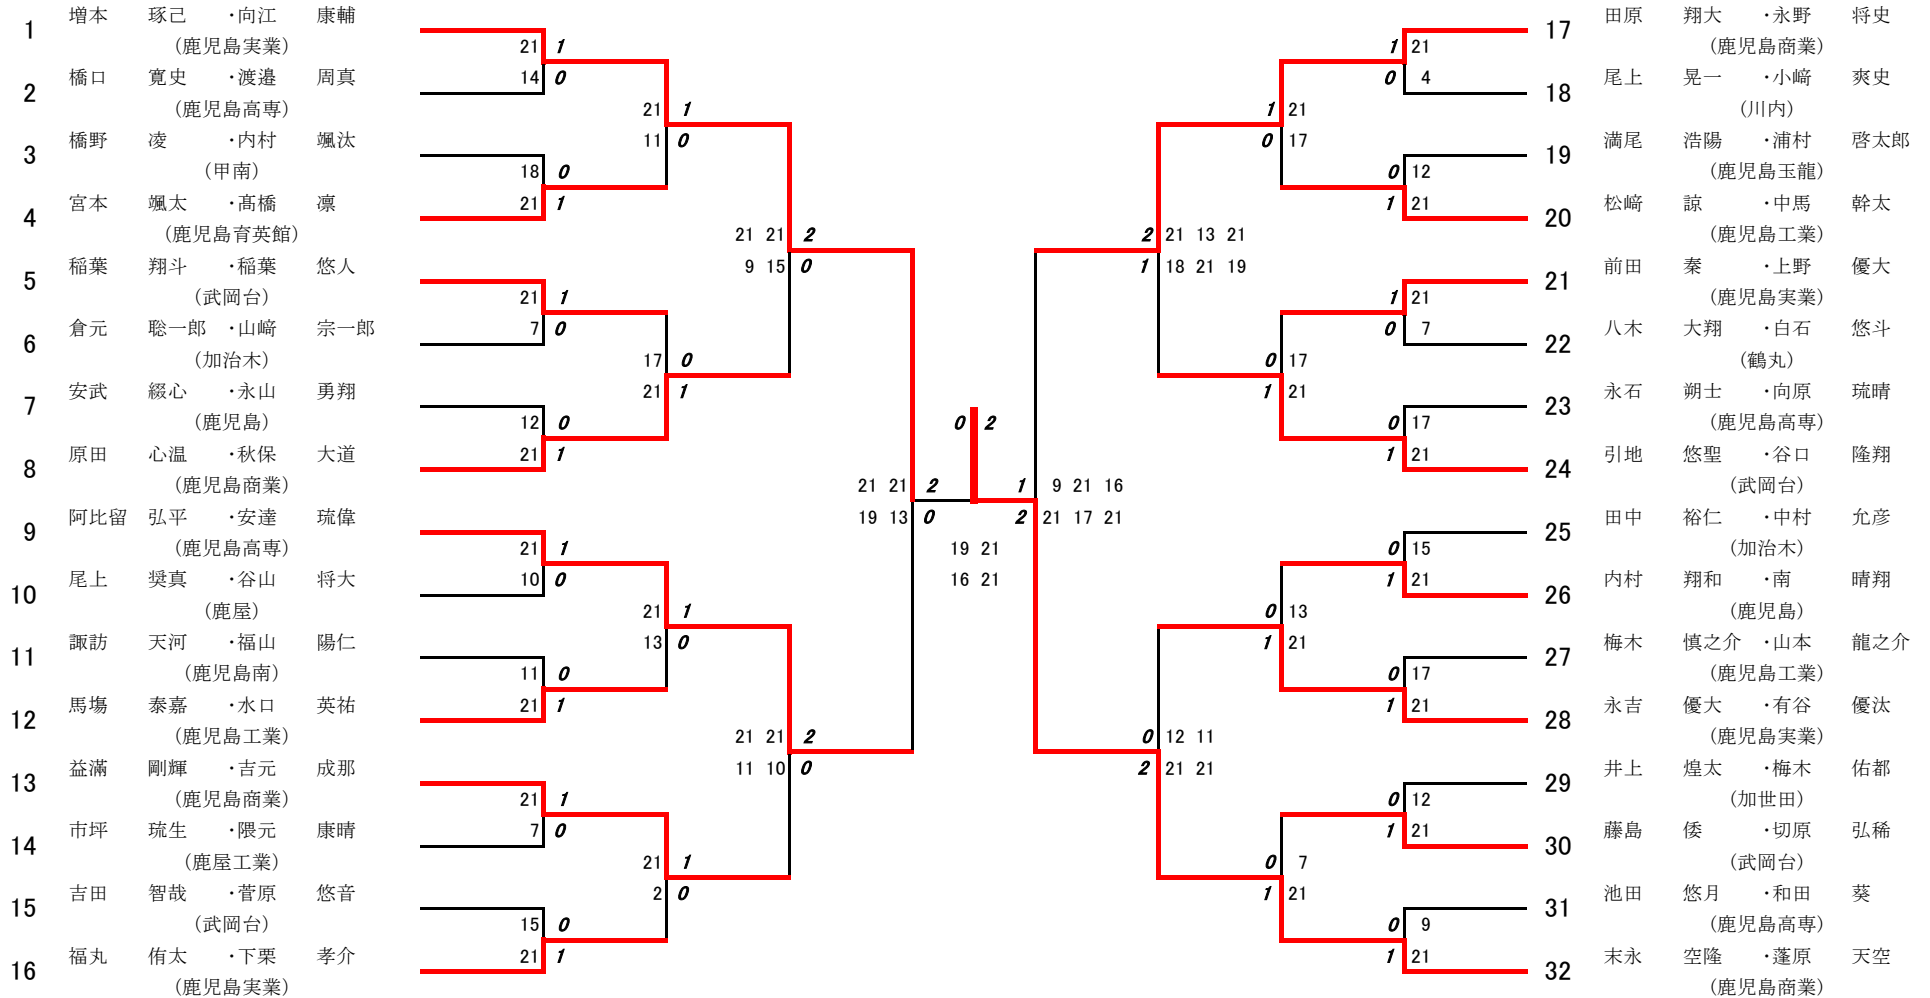 1 増本 琢己 ・向江 康輔
(鹿児島実業)
2 橋口 寛史 ・渡邉 周真
(鹿児島高専)
3 橋野 凌 ・内村 颯汰
(甲南)
4 宮本 颯太 ・髙橋 凛
(鹿児島育英館)
5 稲葉 翔斗 ・稲葉 悠人
(武岡台)
6 倉元 聡一郎 ・山﨑 宗一郎
(加治木)
7 安武 綴心 ・永山 勇翔
(鹿児島)
8 原田 心温 ・秋保 大道
(鹿児島商業)
9 阿比留 弘平 ・安達 琉偉
(鹿児島高専)
10 尾上 奨真 ・谷山 将大
(鹿屋)
11 諏訪 天河 ・福山 陽仁
(鹿児島南)
12 馬塲 泰嘉 ・水口 英祐
(鹿児島工業)
13 益滿 剛輝 ・吉元 成那
(鹿児島商業)
14 市坪 琉生 ・隈元 康晴
(鹿屋工業)
15 吉田 智哉 ・菅原 悠音
(武岡台)
16 福丸 侑太 ・下栗 孝介
(鹿児島実業)
21 1
14 0
18 0
21 1
21 1
7 0
12 0
21 1
21 1
10 0
11 0
21 1
21 1
7 0
15 0
21 1
21 1
11 0
17 0
21 1
21 1
13 0
21 1
2 0
21 21 2
9 15 0
21 21 2
11 10 0
21 21 2
19 13 0
0 2
19 21
16 21
1 9 21 16
2 21 17 21
2 21 13 21
1 18 21 19
0 12 11
2 21 21
1 21
0 17
0 17
1 21
0 13
1 21
0 7
1 21
1 21
0 4
0 12
1 21
1 21
0 7
0 17
1 21
0 15
1 21
0 17
1 21
0 12
1 21
0 9
1 21
17 田原 翔大 ・永野 将史
(鹿児島商業)
18 尾上 晃一 ・小﨑 爽史
(川内)
19 満尾 浩陽 ・浦村 啓太郎
(鹿児島玉龍)
20 松﨑 諒 ・中馬 幹太
(鹿児島工業)
21 前田 秦 ・上野 優大
(鹿児島実業)
22 八木 大翔 ・白石 悠斗
(鶴丸)
23 永石 朔士 ・向原 琉晴
(鹿児島高専)
24 引地 悠聖 ・谷口 隆翔
(武岡台)
25 田中 裕仁 ・中村 允彦
(加治木)
26 内村 翔和 ・南 晴翔
(鹿児島)
27 梅木 慎之介 ・山本 龍之介
(鹿児島工業)
28 永吉 優大 ・有谷 優汰
(鹿児島実業)
29 井上 煌太 ・梅木 佑都
(加世田)
30 藤島 倭 ・切原 弘稀
(武岡台)
31 池田 悠月 ・和田 葵
(鹿児島高専)
32 末永 空隆 ・蓬原 天空
(鹿児島商業)